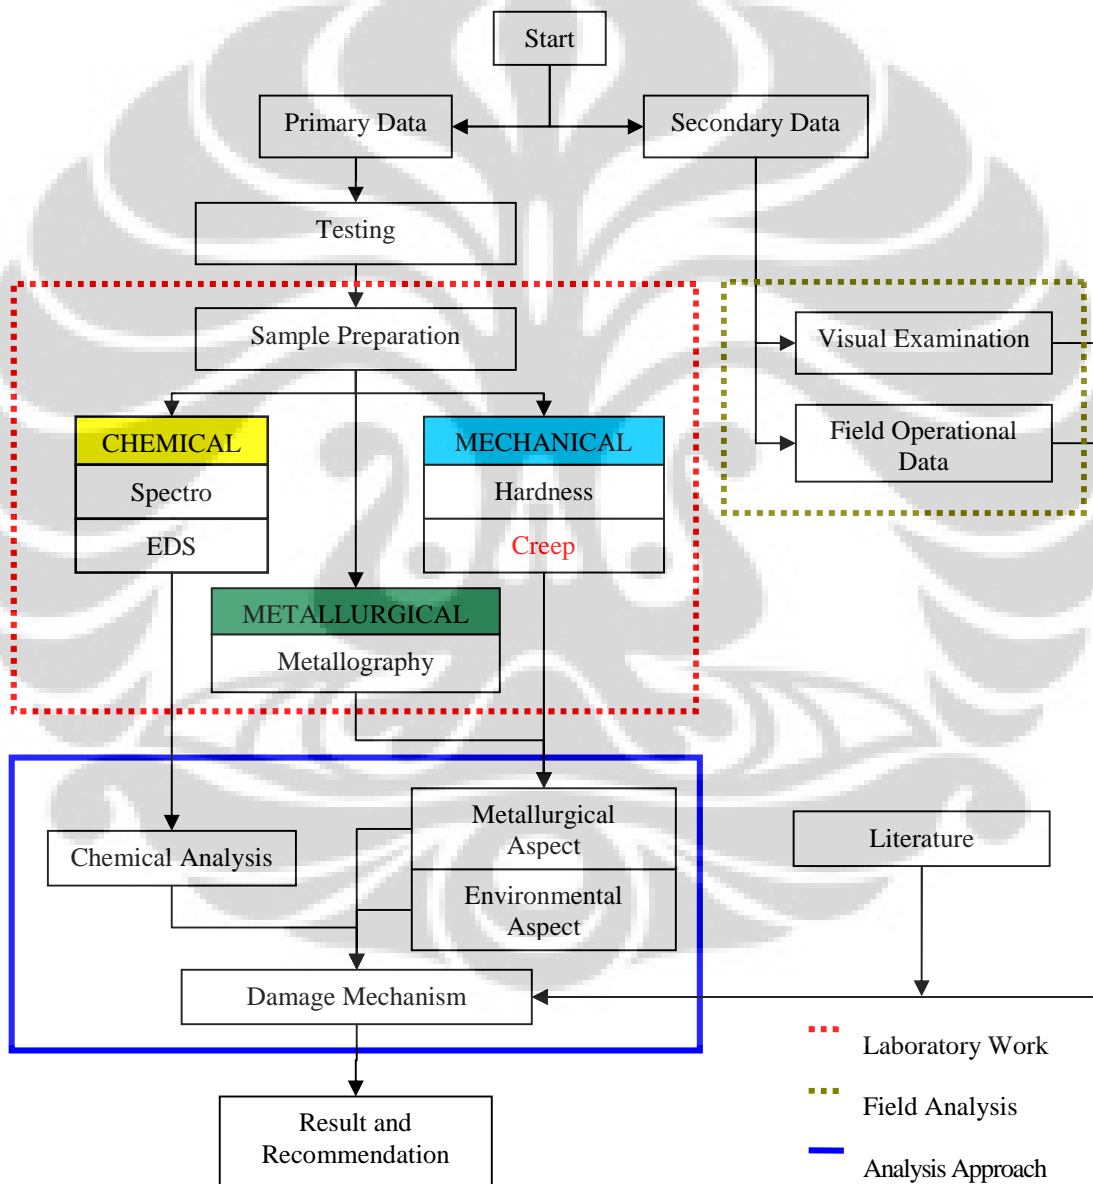 Start
Primary Data
Secondary Data
Testing
Sample Preparation
Visual Examination
CHEMICAL
MECHANICAL
Field Operational
Data
Spectro
Hardness
EDS
Creep
METALLURGICAL
Metallography
Metallurgical
Aspect
Literature
Chemical Analysis
Environmental
Aspect
Damage Mechanism
Laboratory Work
Field Analysis
Result and
Recommendation
Analysis Approach